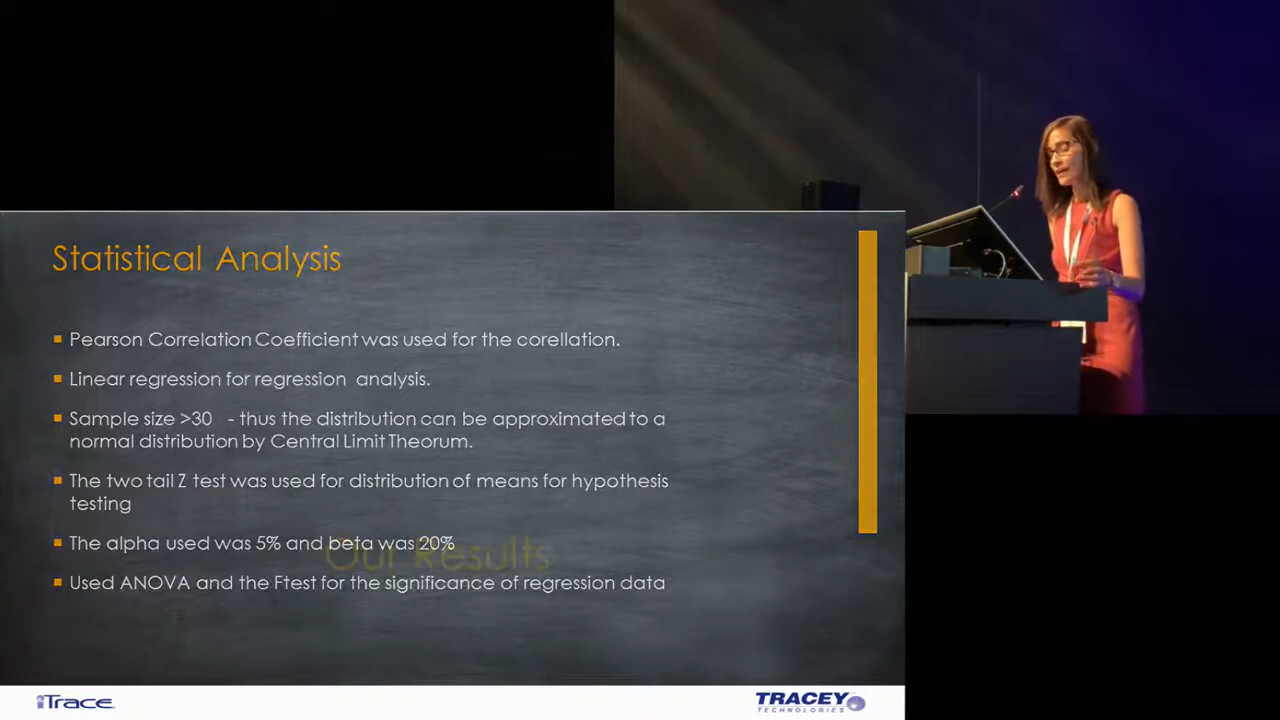 Statistical Analysis
▪ Pearson Correlation Coefficient was used for the corellation.
▪ Linear regression for regression analysis.
▪ Sample size >30 - thus the distribution can be approximated to a
normal distribution by Central Limit Theorum.
▪ The two tail Z test was used for distribution of means for hypothesis
testing
▪ The alpha used was 5% and beta was 20%
Our Results
▪ Used ANOVA and the Ftest for the significance of regression data
iTrace
TRACEY
TECHNOLOGIES